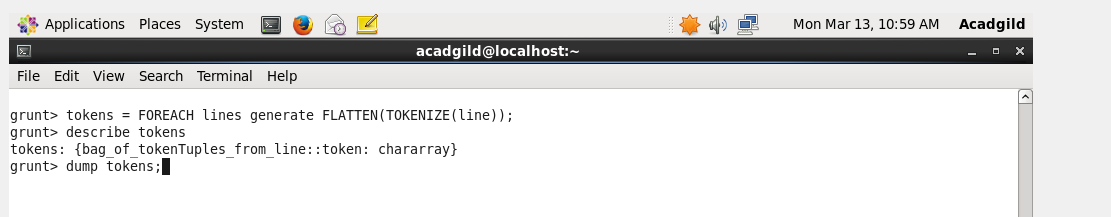 Applications Places System Mon Mar 13, 10:59 AM Acadgild
acadgild@localhost:~
File Edit View Search Terminal Help
grunt> tokens = FOREACH lines generate FLATTEN(TOKENIZE(line));
grunt> describe tokens
tokens: {bag_of_tokenTuples_from_line::token: chararray}
grunt> dump tokens;